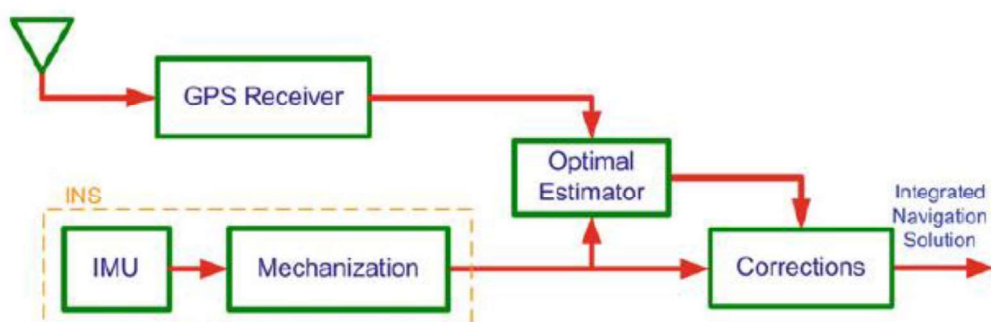 GPS Receiver
Optimal
Estimator
INS
IMU
Mechanization
Corrections
Integrated
Navigation
Solution